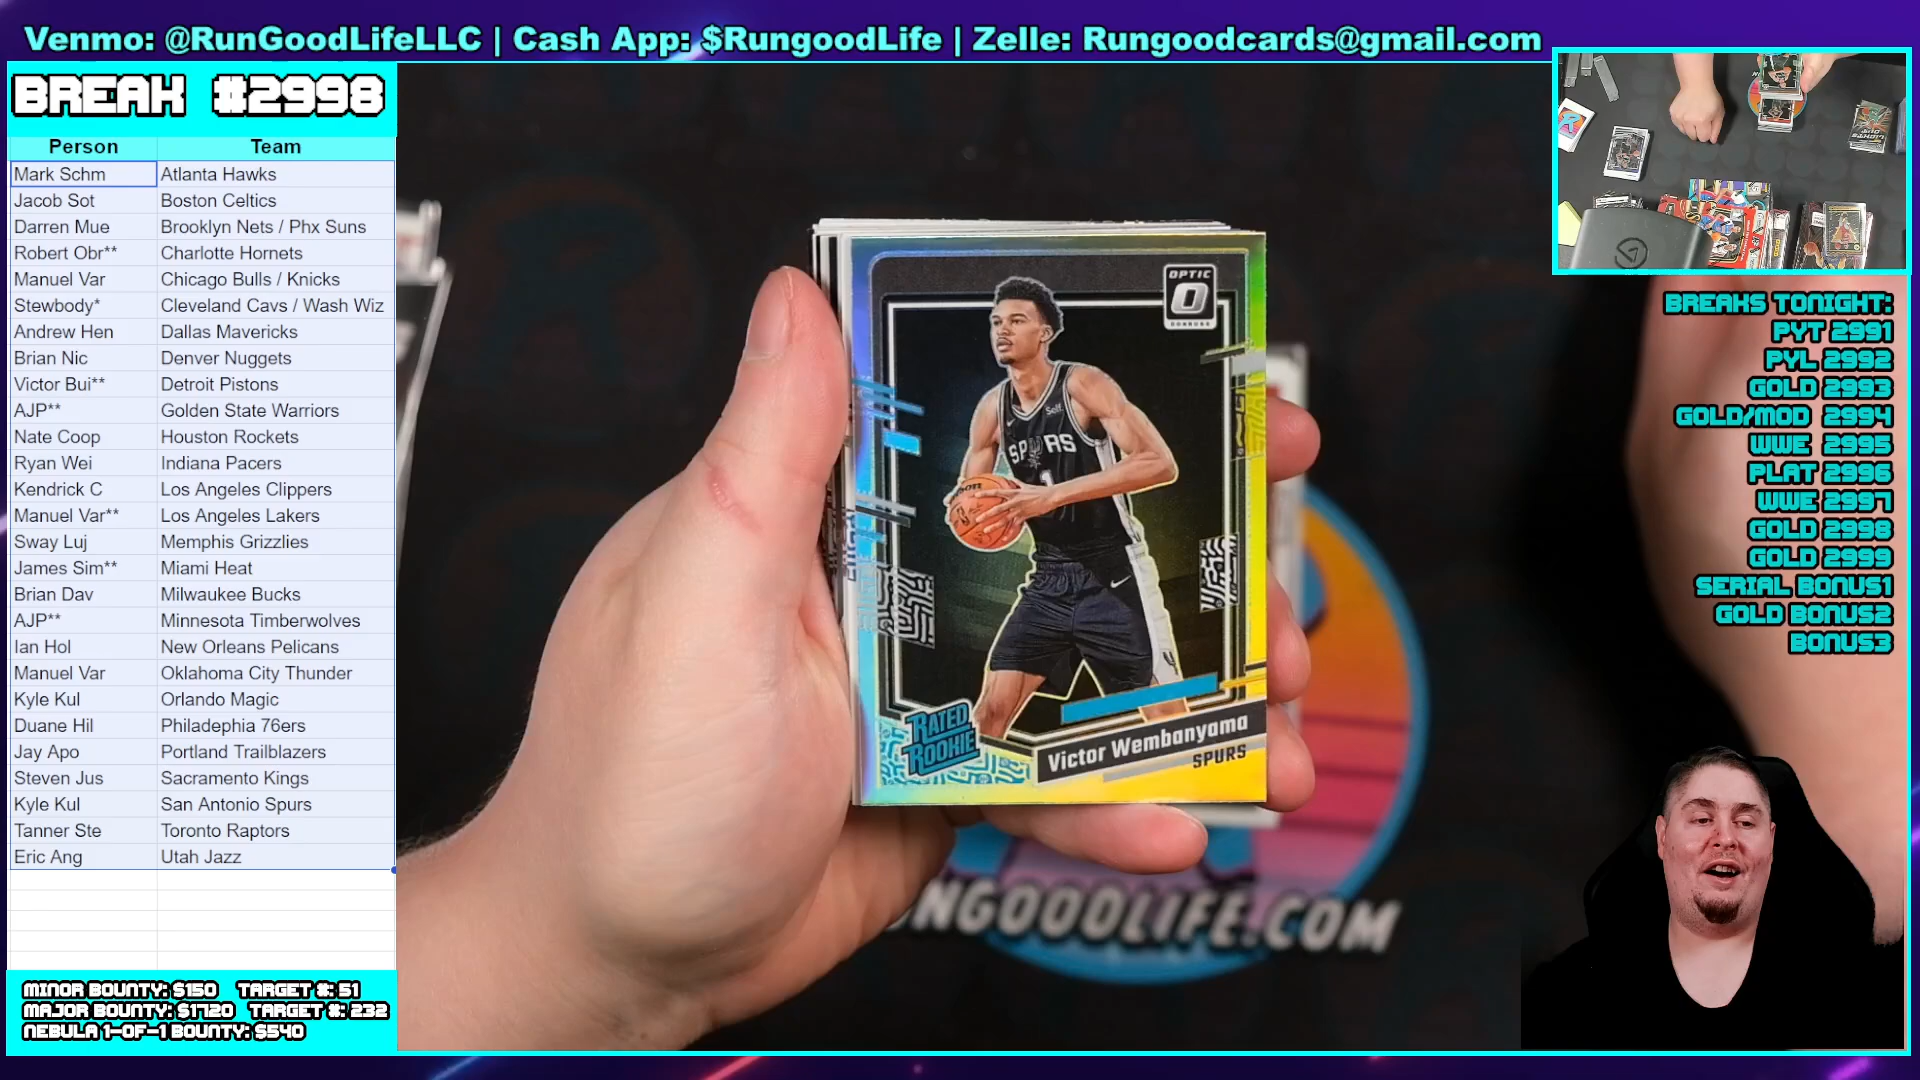 Venmo: @RunGoodLifeLLC | Cash App: $RungoodLife | Zelle: Rungoodcards@gmail.com
BREAK #2998
Person Team
Mark Schm Atlanta Hawks
Jacob Sot Boston Celtics
Darren Mue Brooklyn Nets / Phx Suns
Robert Obr** Charlotte Hornets
Manuel Var Chicago Bulls / Knicks
Stewbody* Cleveland Cavs / Wash Wiz
Andrew Hen Dallas Mavericks
Brian Nic Denver Nuggets
Victor Bui** Detroit Pistons
AJP** Golden State Warriors
Nate Coop Houston Rockets
Ryan Wei Indiana Pacers
Kendrick C Los Angeles Clippers
Manuel Var** Los Angeles Lakers
Sway Luj Memphis Grizzlies
James Sim** Miami Heat
Brian Dav Milwaukee Bucks
AJP** Minnesota Timberwolves
Ian Hol New Orleans Pelicans
Manuel Var Oklahoma City Thunder
Kyle Kul Orlando Magic
Duane Hil Philadephia 76ers
Jay Apo Portland Trailblazers
Steven Jus Sacramento Kings
Kyle Kul San Antonio Spurs
Tanner Ste Toronto Raptors
Eric Ang Utah Jazz
MINOR BOUNTY: $150 TARGET #: 51
MAJOR BOUNTY: $1720 TARGET #: 232
NEBULA 1-OF-1 BOUNTY: $540
OPTIC
DONRUSS
Self.
SPURS
1
RATED
ROOKIE
Victor Wembanyama
SPURS
NGOODLIFE.COM
BREAKS TONIGHT:
PYT 2991
PYL 2992
GOLD 2993
GOLD/MOD 2994
WWE 2995
PLAT 2996
WWE 2997
GOLD 2998
GOLD 2999
SERIAL BONUS1
GOLD BONUS2
BONUS3